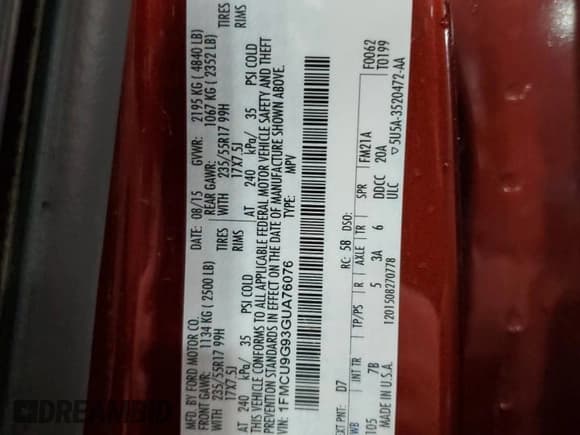 MFD. BY FORD MOTOR CO.
DATE: 08/15 GVWR: 2195 KG ( 4840 LB)
FRONT GAWR: 1134 KG ( 2500 LB) REAR GAWR: 1067 KG ( 2352 LB)
WITH 235/55R17 99H TIRES WITH 235/55R17 99H TIRES
17X7.5J RIMS 17X7.5J RIMS
AT 240 kPa/ 35 PSI COLD AT 240 kPa/ 35 PSI COLD
THIS VEHICLE CONFORMS TO ALL APPLICABLE FEDERAL MOTOR VEHICLE SAFETY AND THEFT
PREVENTION STANDARDS IN EFFECT ON THE DATE OF MANUFACTURE SHOWN ABOVE.
VIN: 1FMCU9G93GUA76076
TYPE: MPV
F0062
T0199
EXT PNT: D7 RC: 5B DSO: FM21A
WB INT TR TP/PS R AXLE TR SPR
105 7B 5 3A 6 DDCC 20A
ULC
MADE IN U.S.A. 1201508270778 ▽5U5A-3520472-AA
DREAMBID